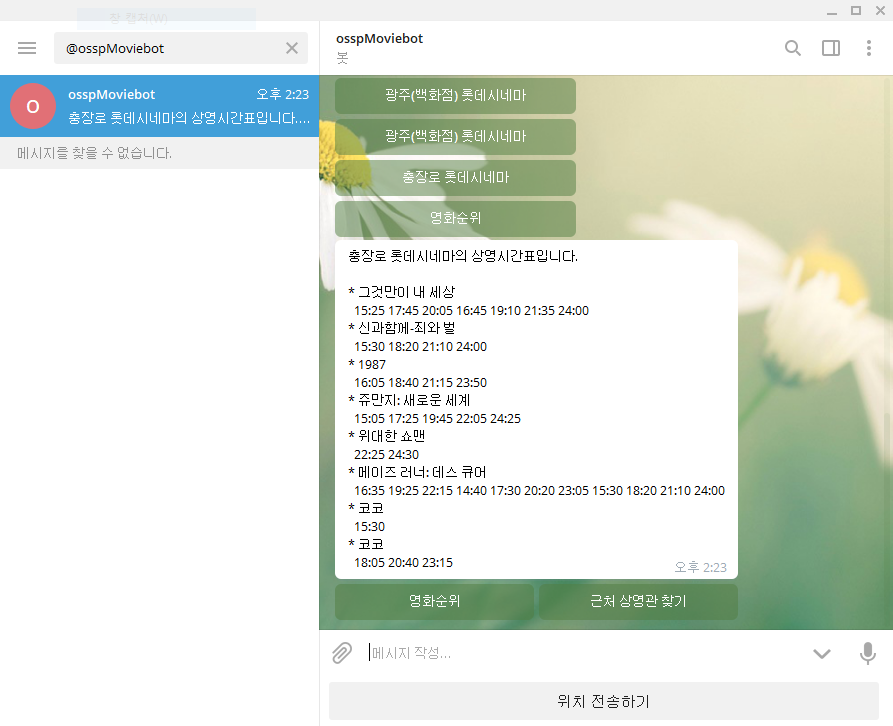 창 캡처(W)
@osspMoviebot
osspMoviebot
봇
O
osspMoviebot
오후 2:23
충장로 롯데시네마의 상영시간표입니다....
메시지를 찾을 수 없습니다.
광주(백화점) 롯데시네마
광주(백화점) 롯데시네마
충장로 롯데시네마
영화순위
충장로 롯데시네마의 상영시간표입니다.
* 그것만이 내 세상
15:25 17:45 20:05 16:45 19:10 21:35 24:00
* 신과함께-죄와 벌
15:30 18:20 21:10 24:00
* 1987
16:05 18:40 21:15 23:50
* 쥬만지: 새로운 세계
15:05 17:25 19:45 22:05 24:25
* 위대한 쇼맨
22:25 24:30
* 메이즈 러너: 데스 큐어
16:35 19:25 22:15 14:40 17:30 20:20 23:05 15:30 18:20 21:10 24:00
* 코코
15:30
* 코코
18:05 20:40 23:15
오후 2:23
영화순위
근처 상영관 찾기
메시지 작성...
위치 전송하기